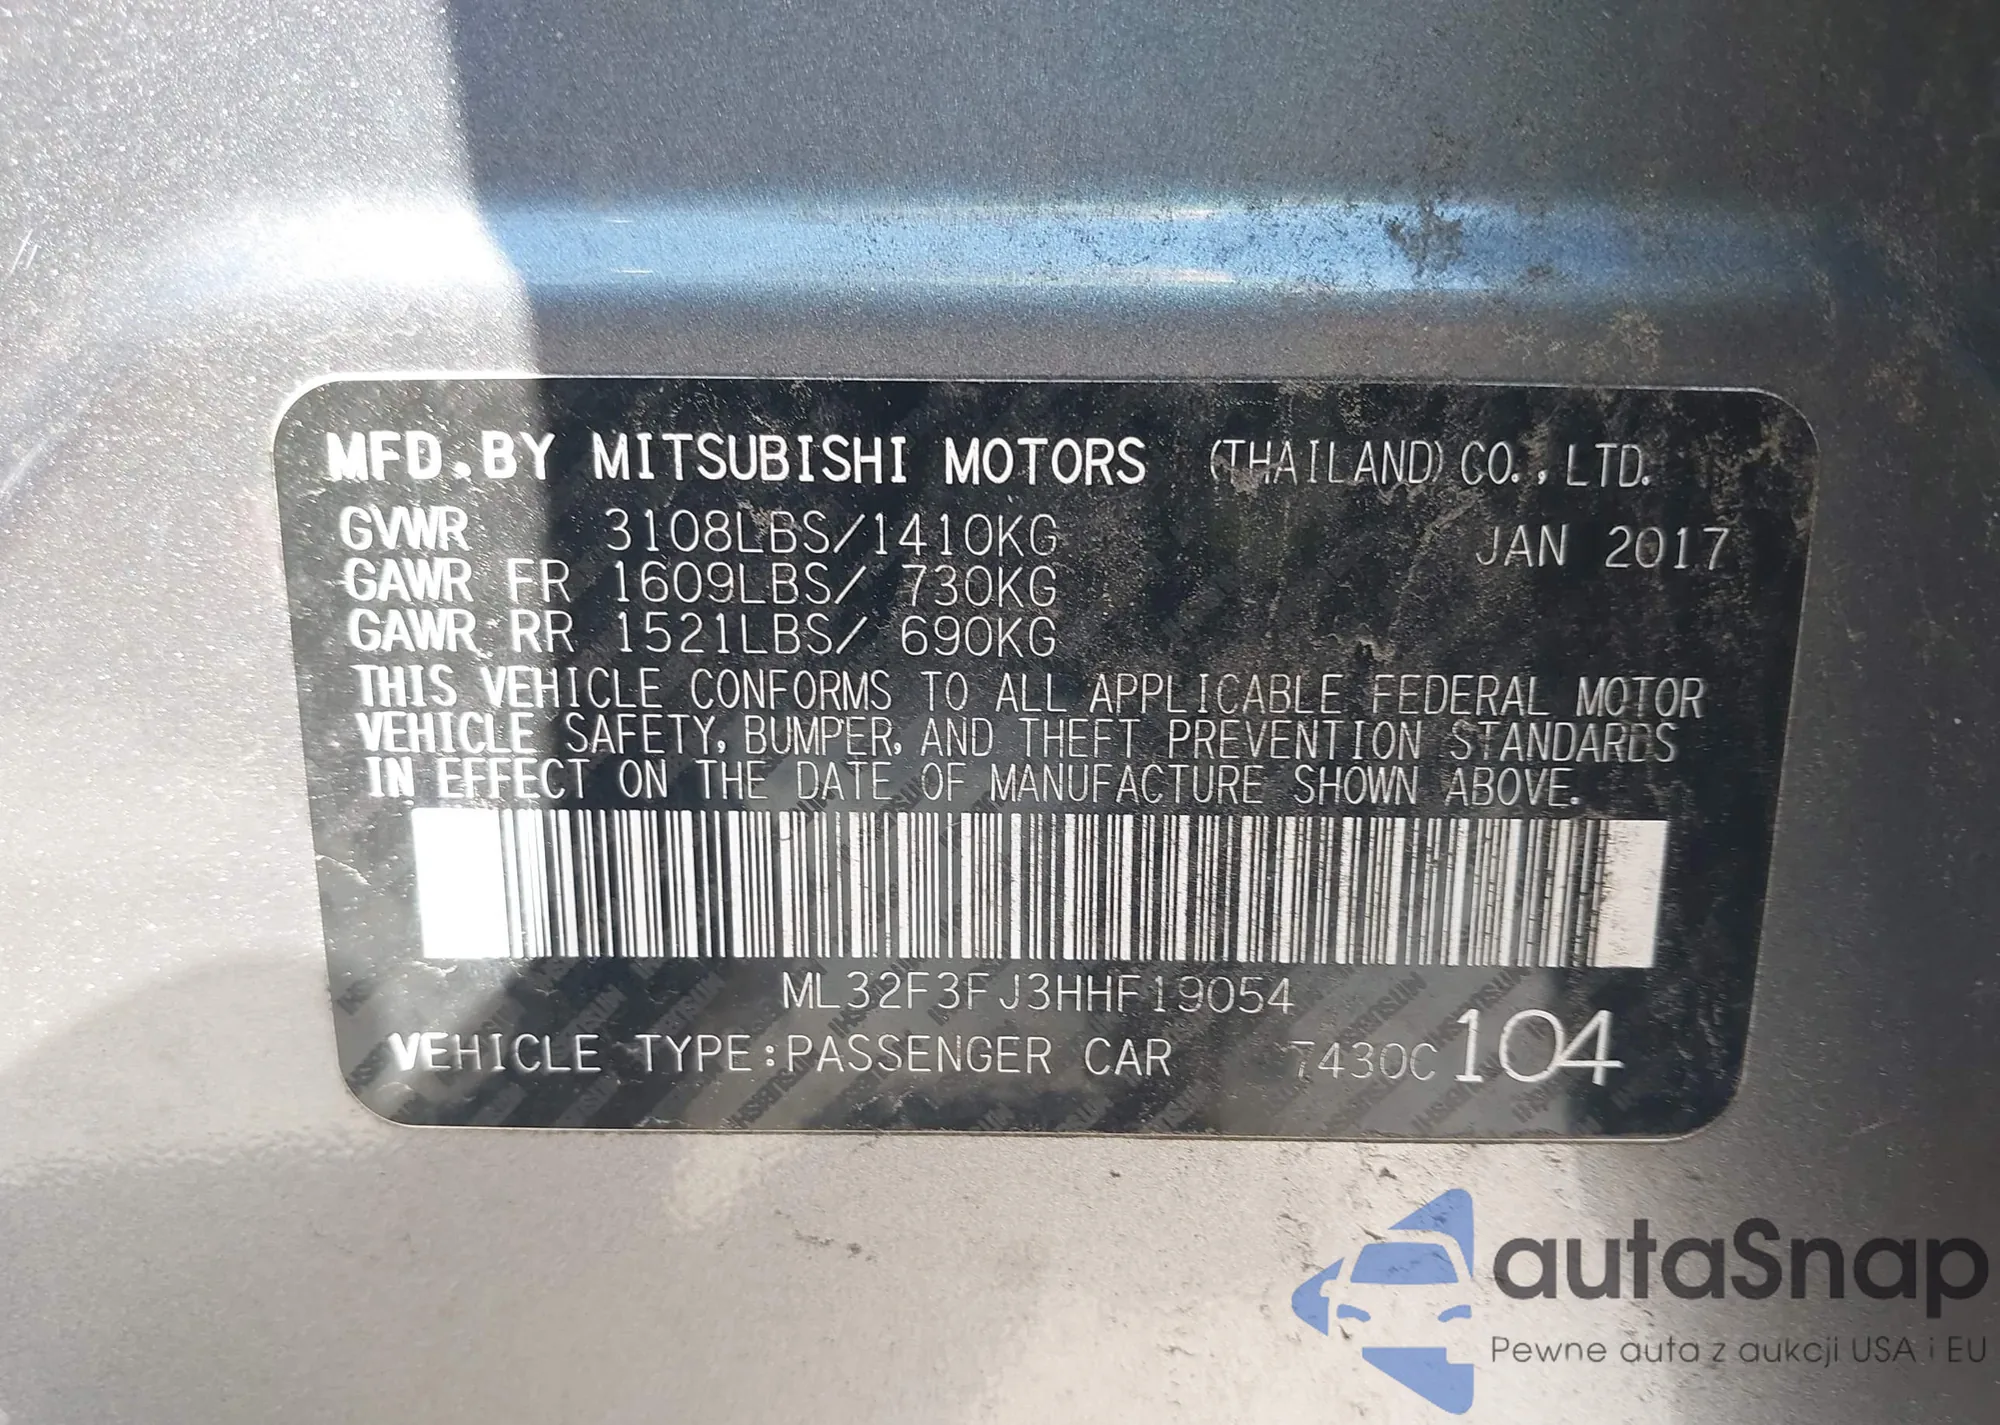 MFD.BY MITSUBISHI MOTORS (THAILAND) CO.,LTD.
GVWR 3108LBS/1410KG JAN 2017
GAWR FR 1609LBS/ 730KG
GAWR RR 1521LBS/ 690KG
THIS VEHICLE CONFORMS TO ALL APPLICABLE FEDERAL MOTOR
VEHICLE SAFETY, BUMPER, AND THEFT PREVENTION STANDARDS
IN EFFECT ON THE DATE OF MANUFACTURE SHOWN ABOVE.
ML32F3FJ3HHF19054
VEHICLE TYPE:PASSENGER CAR 7430C 104
autaSnap
Pewne auta z aukcji USA i EU